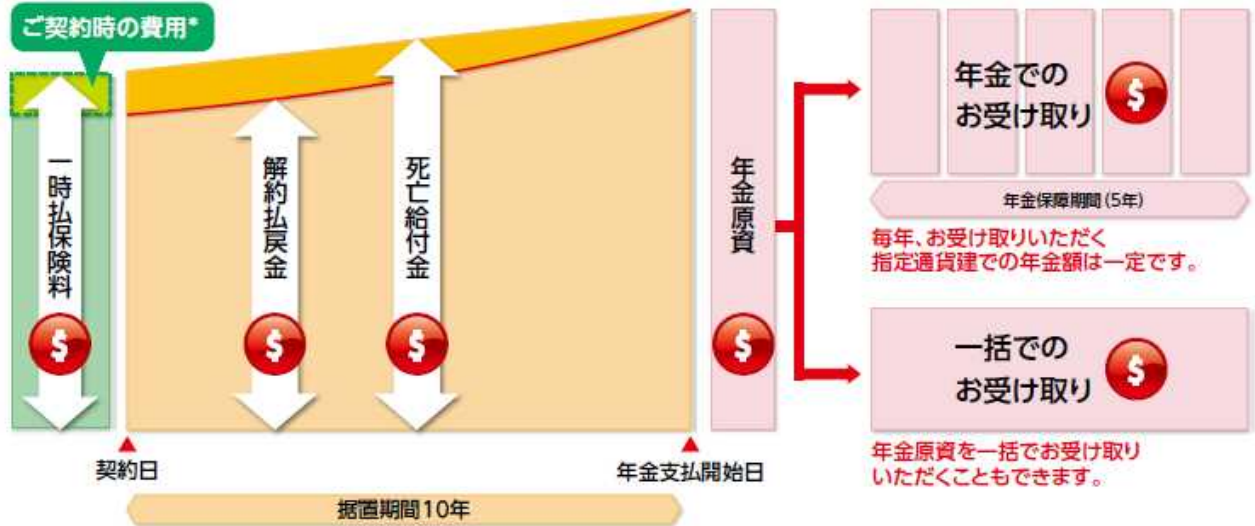 ご契約時の費用*
一時払保険料
$
解約払戻金
$
死亡給付金
$
年金原資
$
契約日
年金支払開始日
据置期間10年
年金での
お受け取り
$
年金保障期間(5年)
毎年、お受け取りいただく
指定通貨建での年金額は一定です。
一括での
お受け取り
$
年金原資を一括でお受け取り
いただくこともできます。